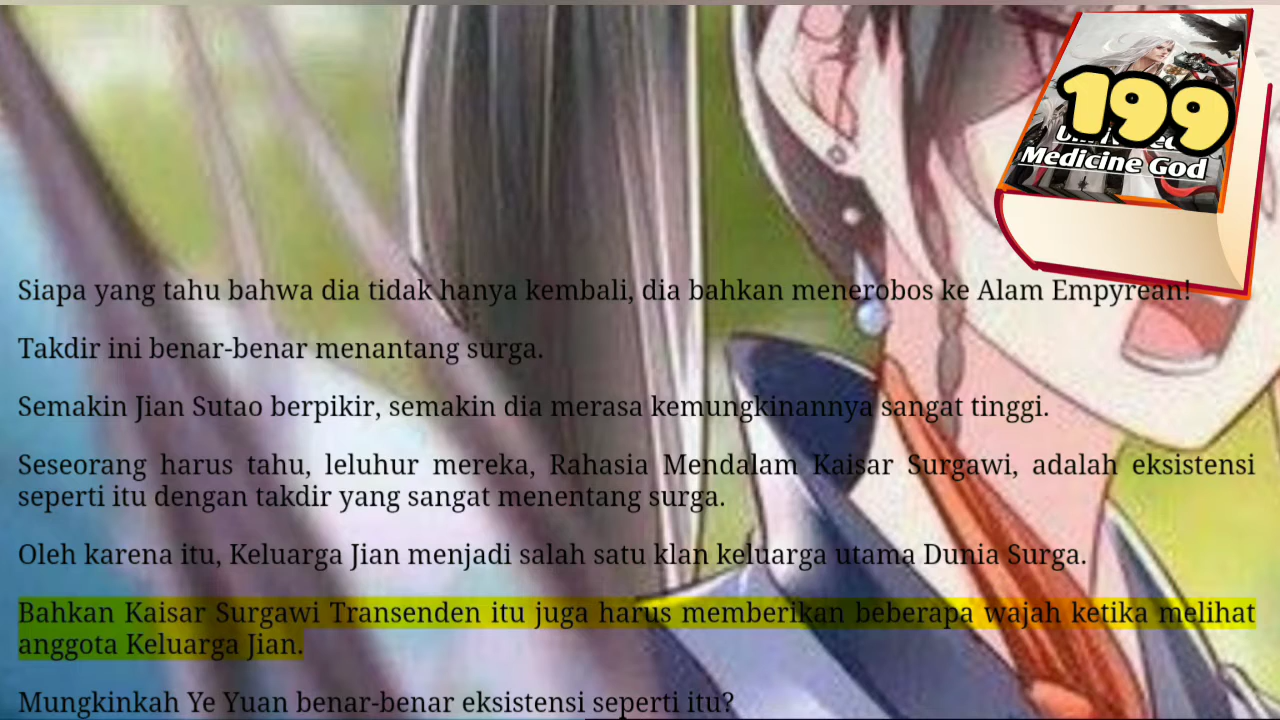 199
Medicine God
Siapa yang tahu bahwa dia tidak hanya kembali, dia bahkan menerobos ke Alam Empyrean!
Takdir ini benar-benar menantang surga.
Semakin Jian Sutao berpikir, semakin dia merasa kemungkinannya sangat tinggi.
Seseorang harus tahu, leluhur mereka, Rahasia Mendalam Kaisar Surgawi, adalah eksistensi
seperti itu dengan takdir yang sangat menentang surga.
Oleh karena itu, Keluarga Jian menjadi salah satu klan keluarga utama Dunia Surga.
Bahkan Kaisar Surgawi Transenden itu juga harus memberikan beberapa wajah ketika melihat
anggota Keluarga Jian.
Mungkinkah Ye Yuan benar-benar eksistensi seperti itu?